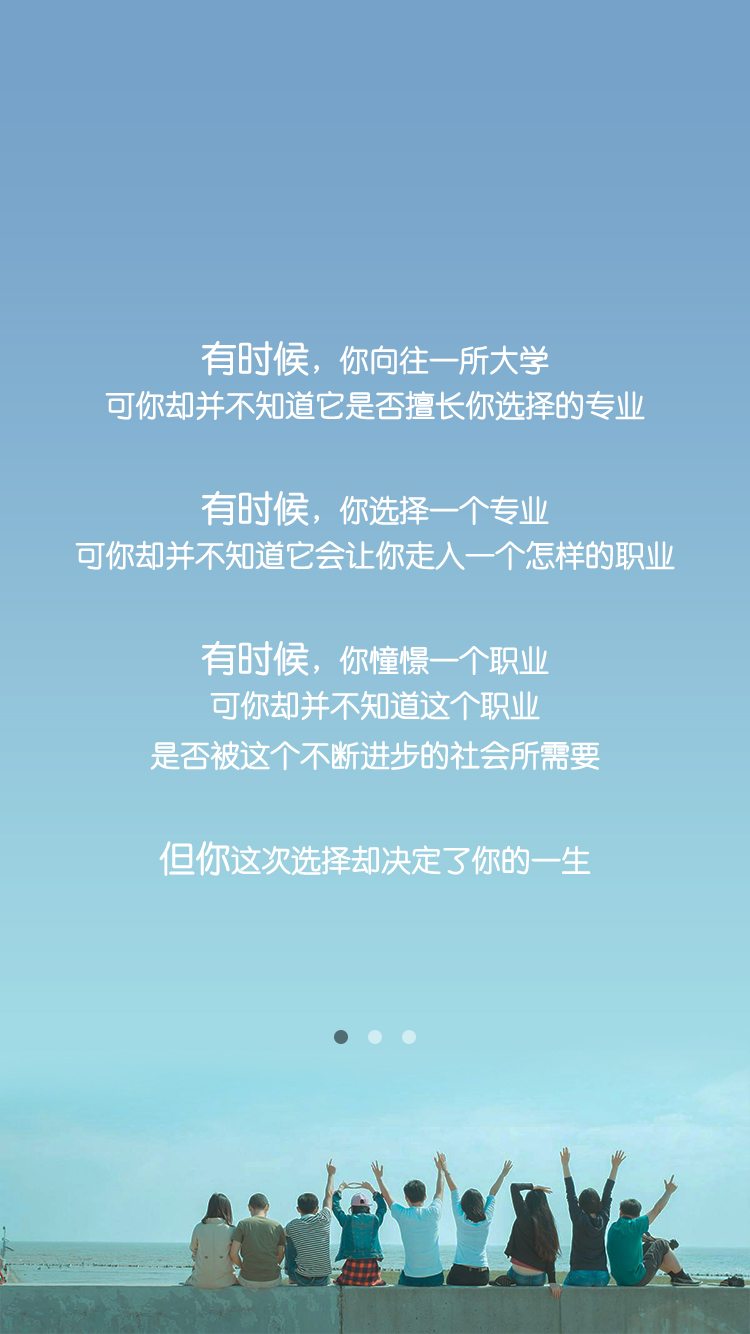 有时候，你向往一所大学
可你却并不知道它是否擅长你选择的专业
有时候，你选择一个专业
可你却并不知道它会让你走入一个怎样的职业
有时候，你憧憬一个职业
可你却并不知道这个职业
是否被这个不断进步的社会所需要
但你这次选择却决定了你的一生